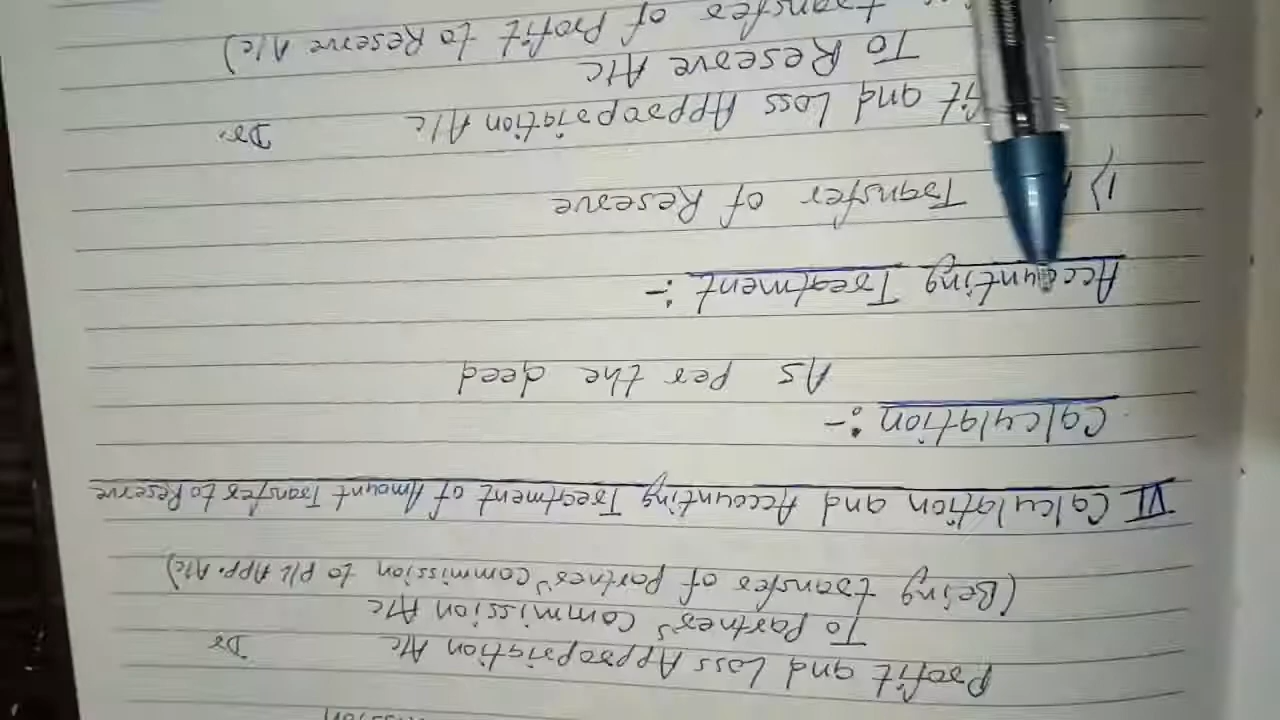 Profit and Loss Appropriation A/c Dr
To Partner's Commission A/c
(Being transfer of Partner's Commission to P/L App. A/c)
VI Calculation and Accounting Treatment of Amount Transfer to Reserve
Calculation :-
As Per the deed
Accounting Treatment :-
1) Transfer of Reserve
and Loss Appropriation A/c Dr.
To Reserve A/c
transfer of Profit to Reserve A/c)